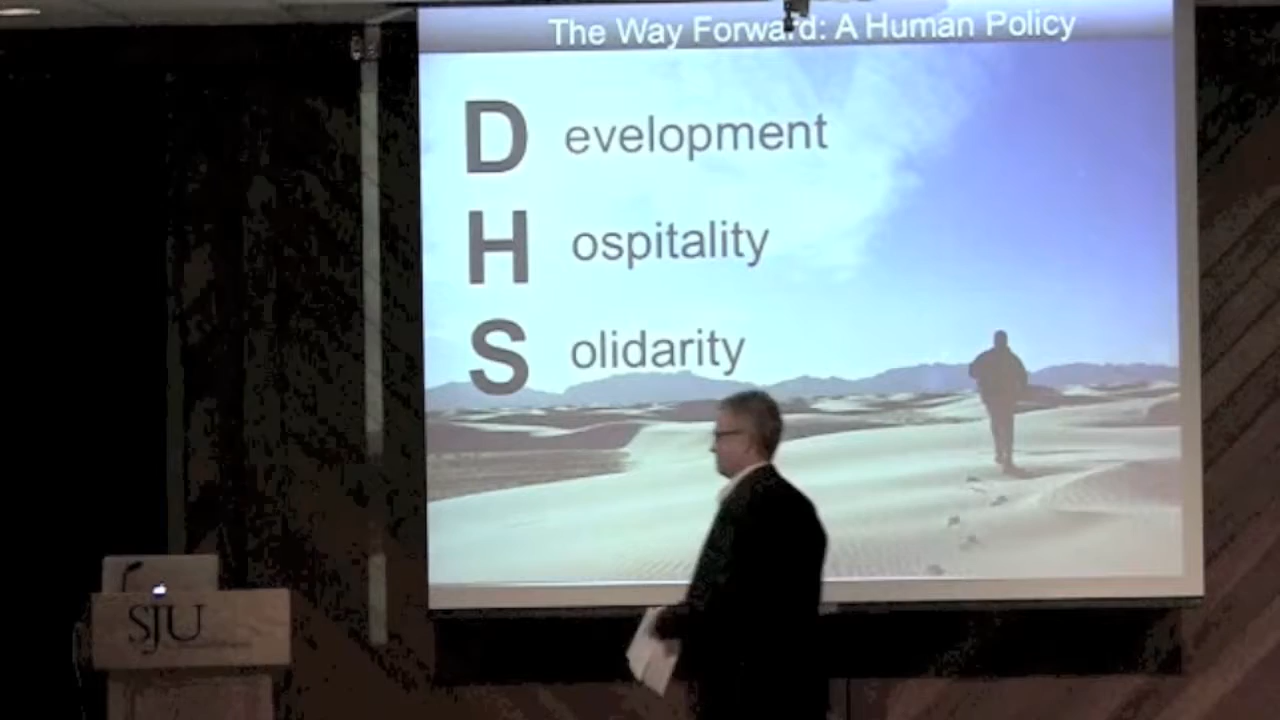 The Way Forward: A Human Policy
D evelopment
H ospitality
S olidarity
SJU